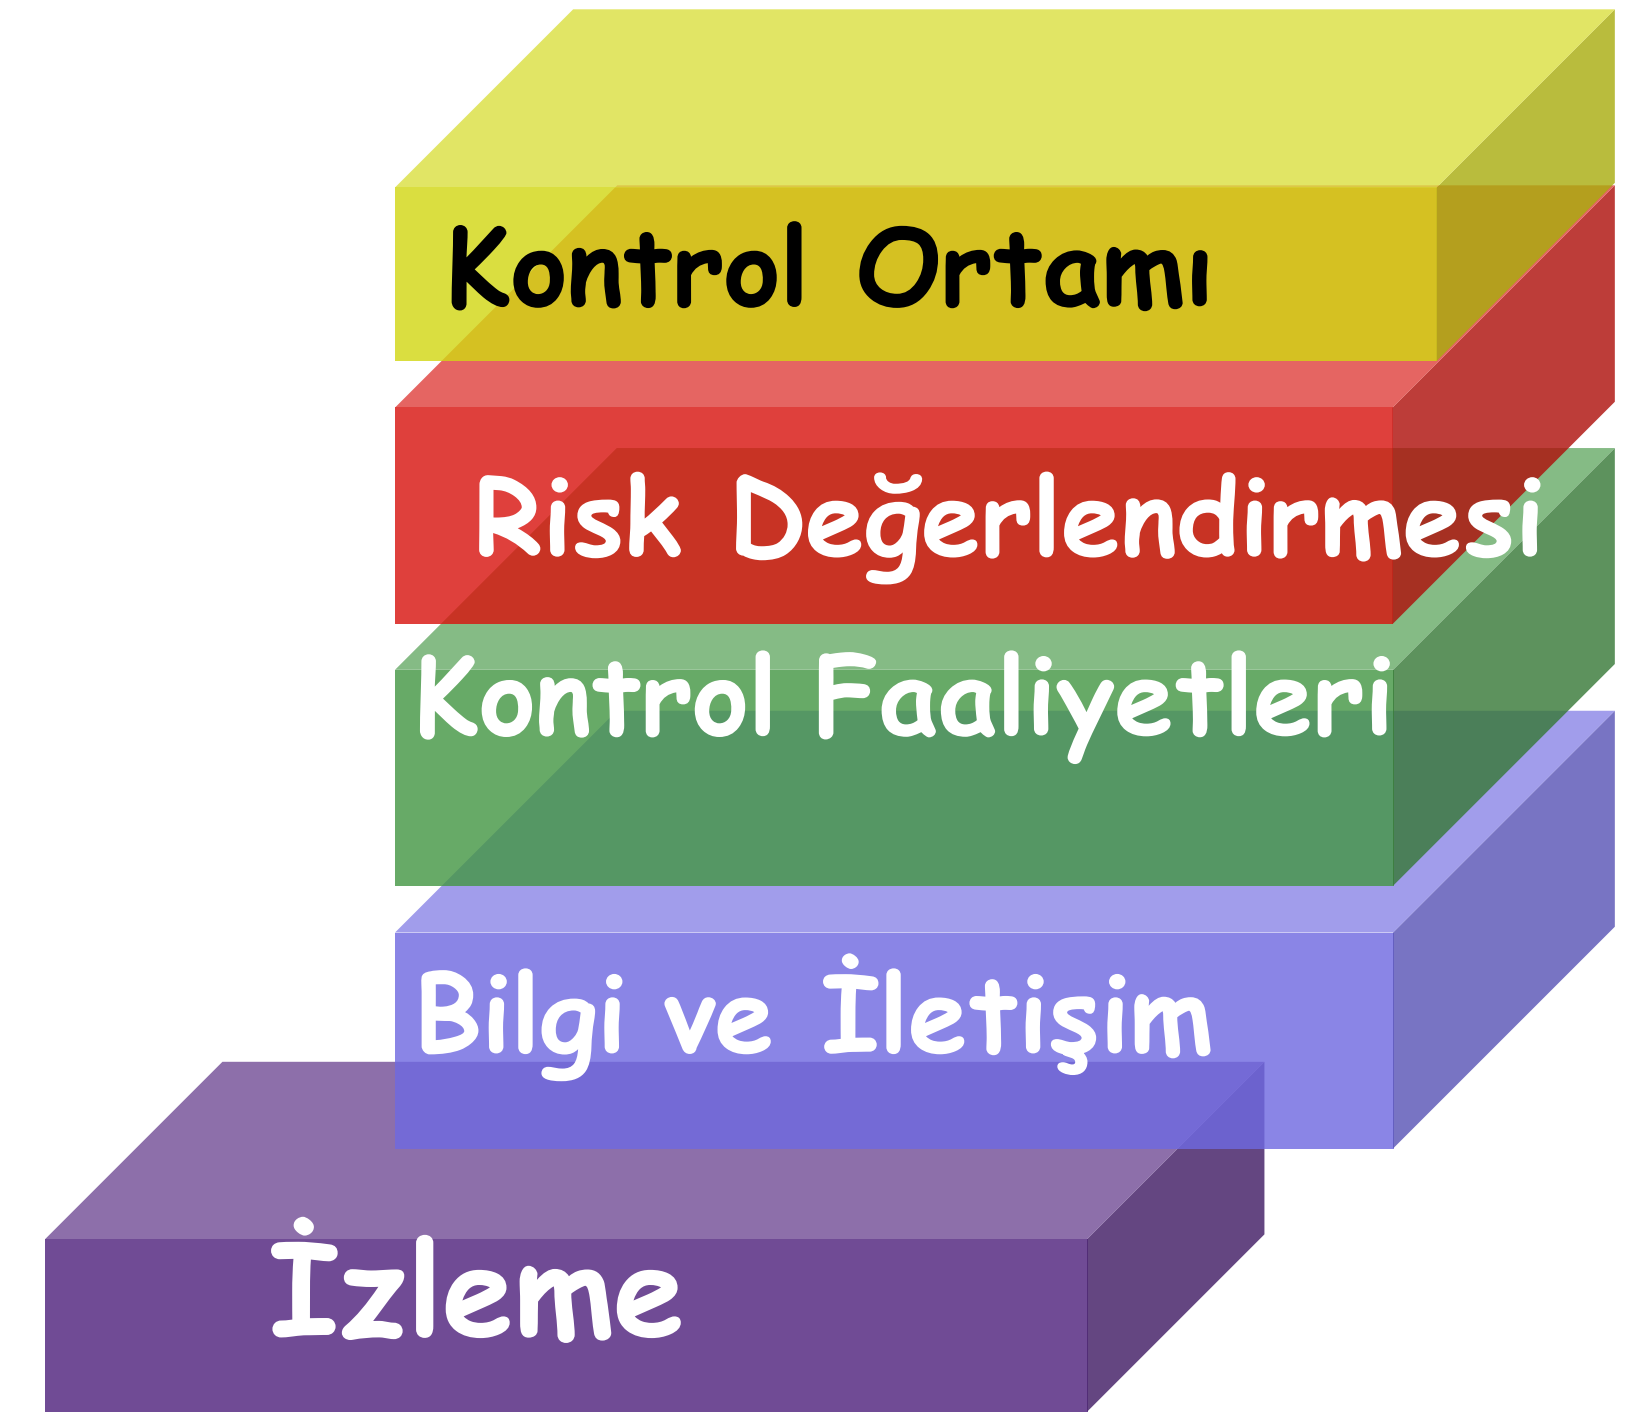 Kontrol Ortamı
Risk Değerlendirmesi
Kontrol Faaliyetleri
Bilgi ve İletişim
İzleme